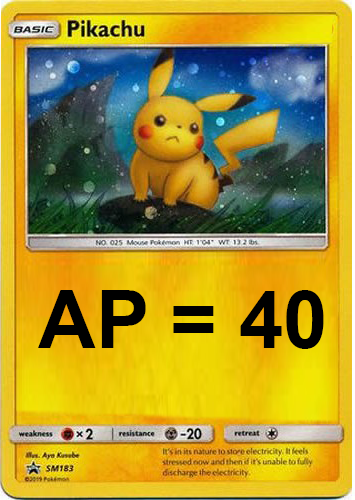 BASIC Pikachu
NO. 025 Mouse Pokémon HT: 1'04" WT: 13.2 lbs.
AP = 40
weakness × 2 resistance -20 retreat
Illus. Aya Kusube
SM183
©2019 Pokémon
It's in its nature to store electricity. It feels
stressed now and then if it's unable to fully
discharge the electricity.